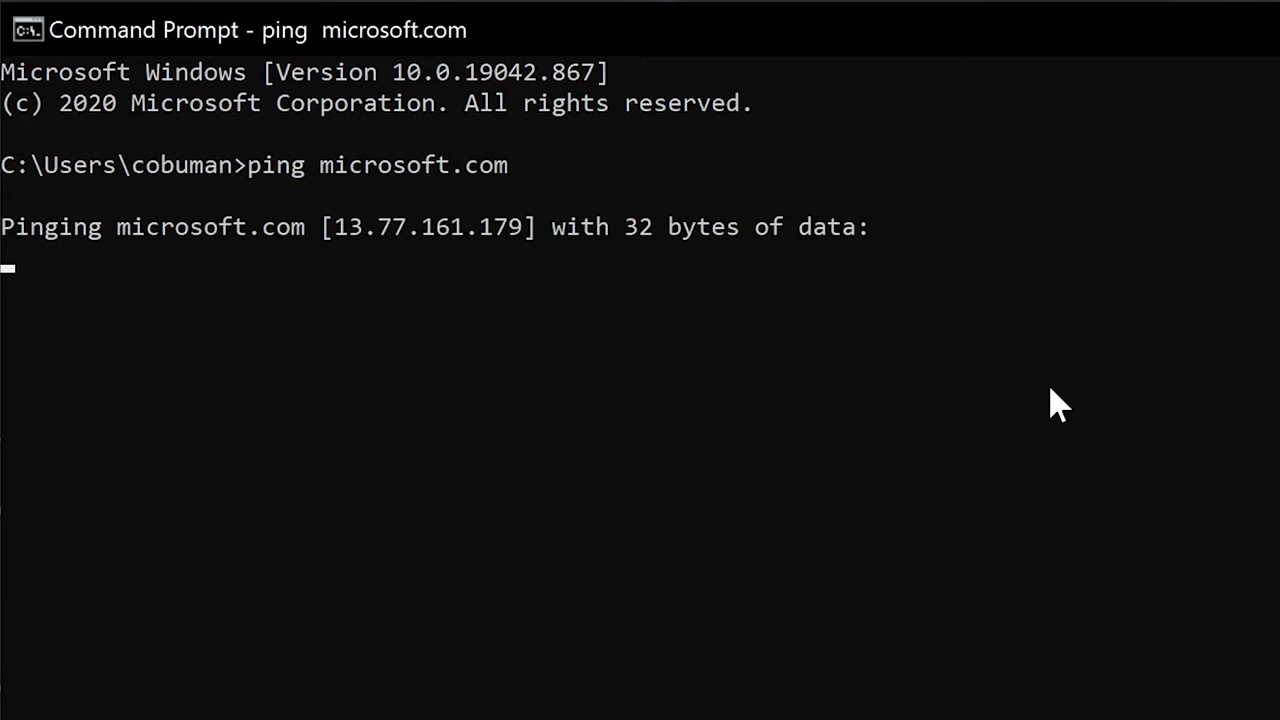 Command Prompt - ping  microsoft.com
Microsoft Windows [Version 10.0.19042.867]
(c) 2020 Microsoft Corporation. All rights reserved.
C:\Users\cobuman>ping microsoft.com
Pinging microsoft.com [13.77.161.179] with 32 bytes of data: